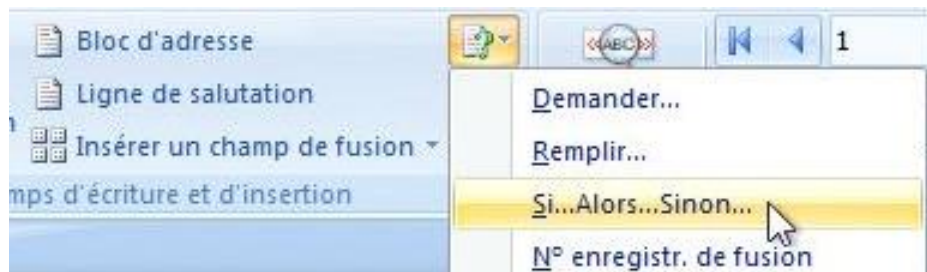 Bloc d'adresse
Ligne de salutation
Insérer un champ de fusion
mps d'écriture et d'insertion
«ABC»
1
Demander...
Remplir...
Si...Alors...Sinon...
N° enregistr. de fusion